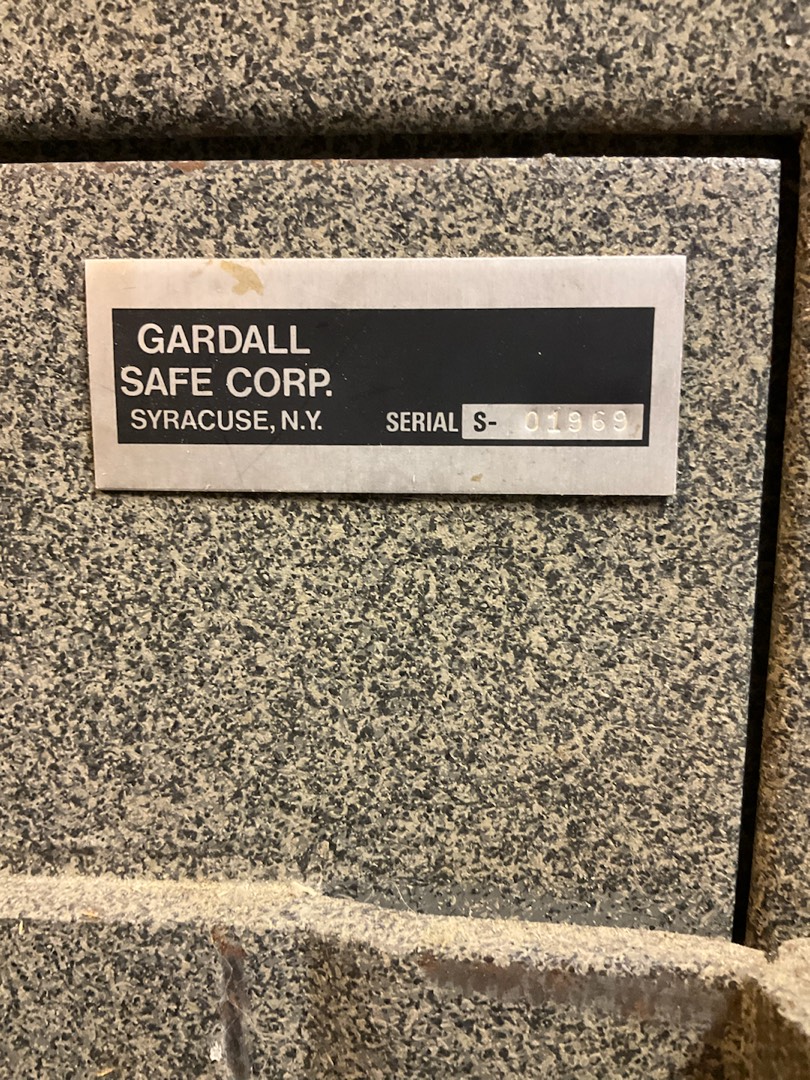 GARDALL
SAFE CORP.
SYRACUSE, N.Y. SERIAL S- 01969